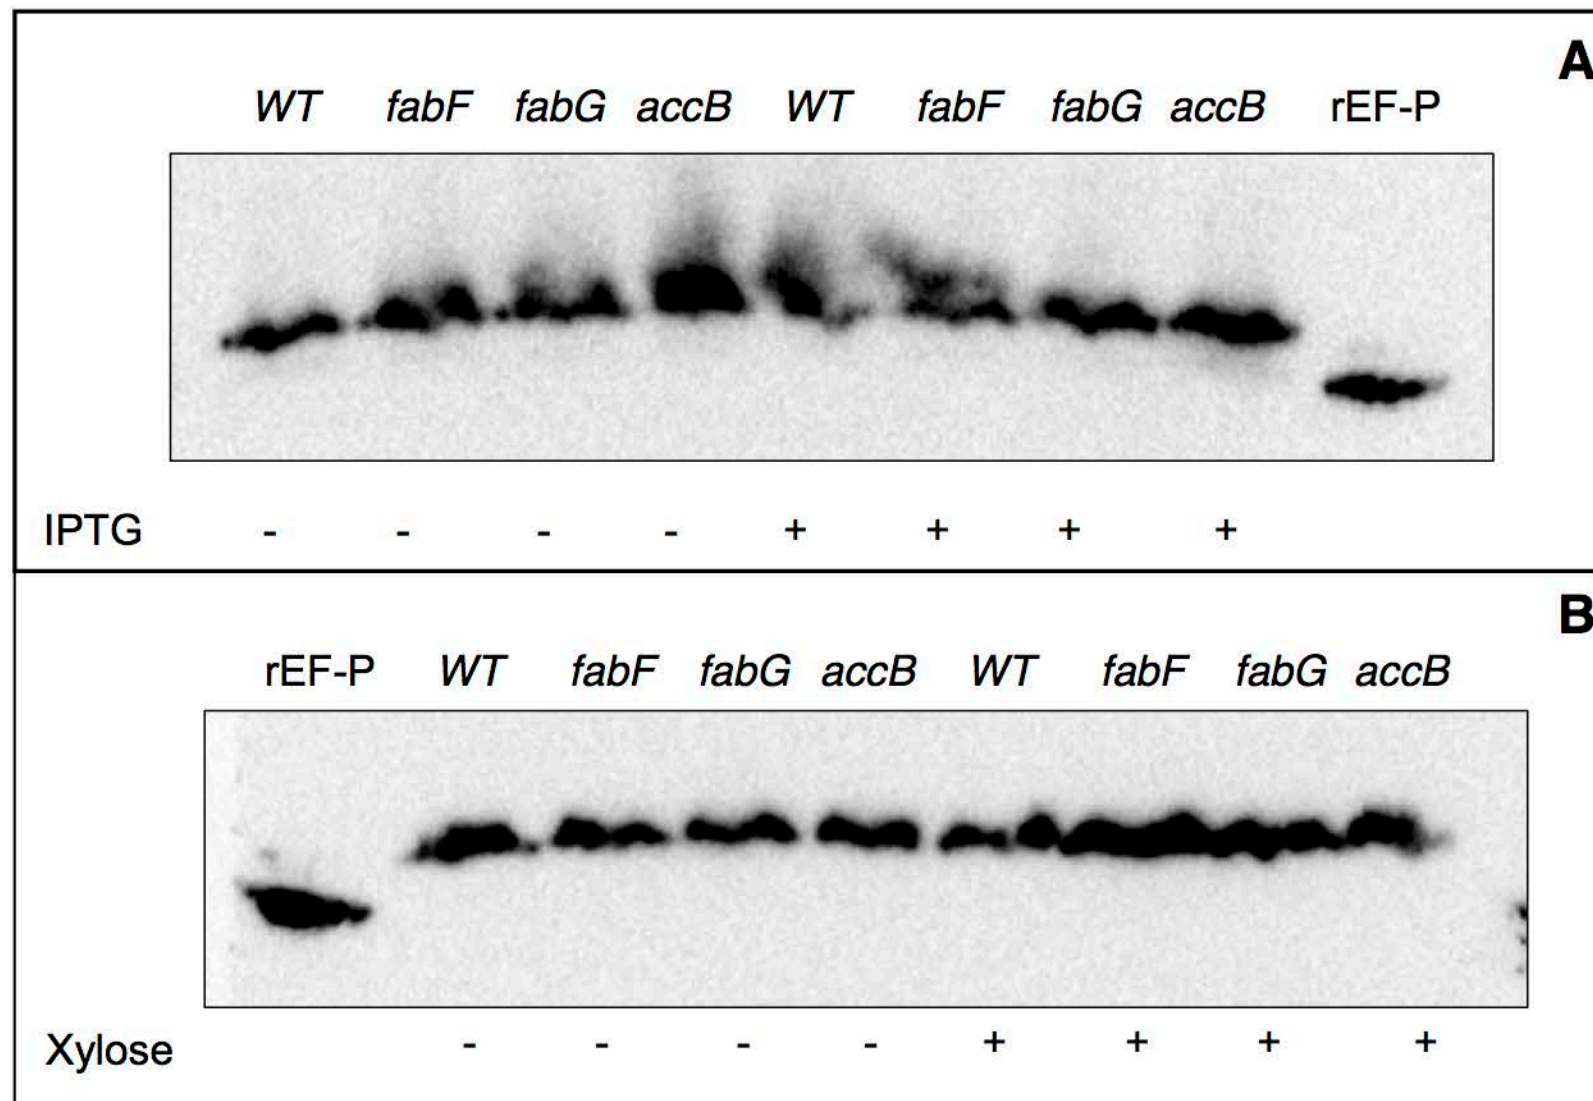 A
WT fabF fabG accB WT fabF fabG accB rEF-P
IPTG - - - - + + + +
B
rEF-P WT fabF fabG accB WT fabF fabG accB
Xylose - - - - + + + +